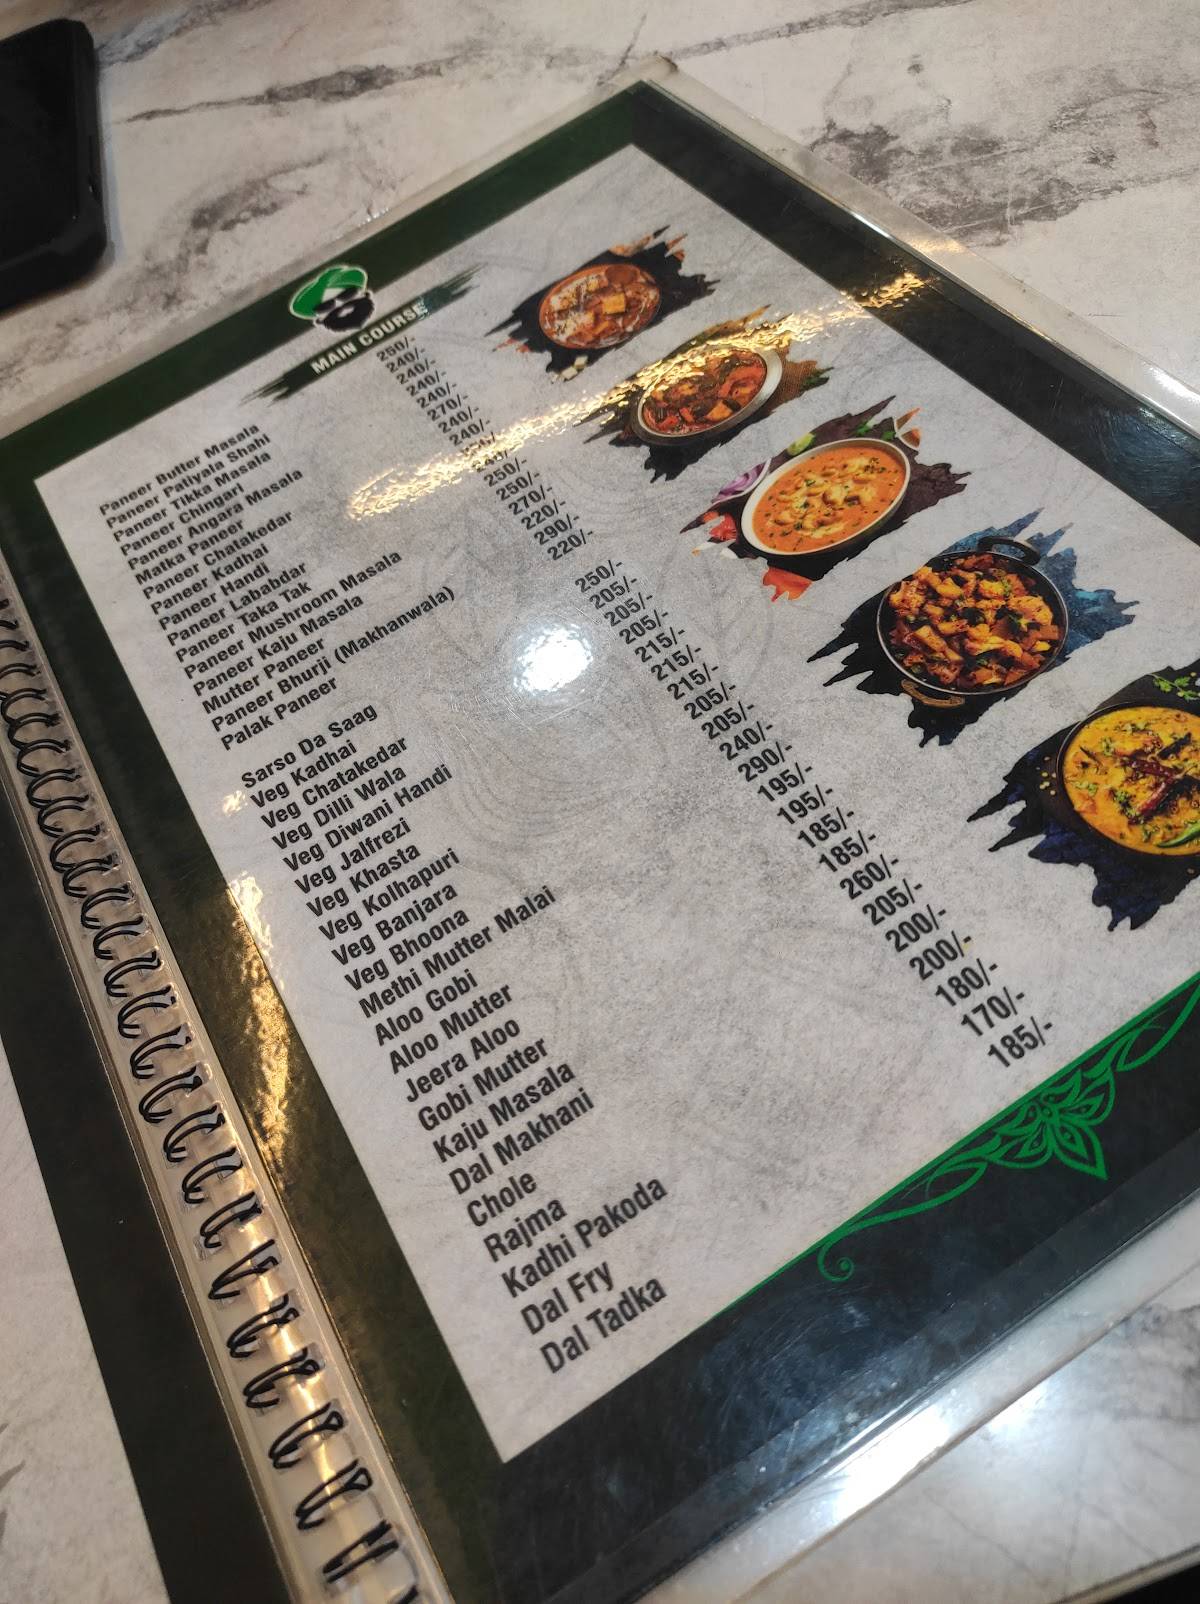 MAIN COURSE
Paneer Butter Masala
Paneer Patiyala Shahi
Paneer Tikka Masala
Paneer Chingari
Paneer Angara Masala
Matka Paneer
Paneer Chatakedar
Paneer Kadhai
Paneer Handi
Paneer Lababdar
Paneer Taka Tak
Paneer Mushroom Masala
Paneer Kaju Masala
Mutter Paneer
Paneer Bhurji (Makhanwala)
Palak Paneer
250/-
240/-
240/-
240/-
270/-
240/-
240/-
250/-
250/-
270/-
220/-
290/-
220/-
Sarso Da Saag 250/-
Veg Kadhai 205/-
Veg Chatakedar 205/-
Veg Dilli Wala 205/-
Veg Diwani Handi 215/-
Veg Jalfrezi 215/-
Veg Khasta 215/-
Veg Kolhapuri 205/-
Veg Banjara 205/-
Veg Bhoona 240/-
Methi Mutter Malai 290/-
Aloo Gobi 195/-
Aloo Mutter 195/-
Jeera Aloo 185/-
Gobi Mutter 185/-
Kaju Masala 260/-
Dal Makhani 205/-
Chole 200/-
Rajma 200/-
Kadhi Pakoda 180/-
Dal Fry 170/-
Dal Tadka 185/-